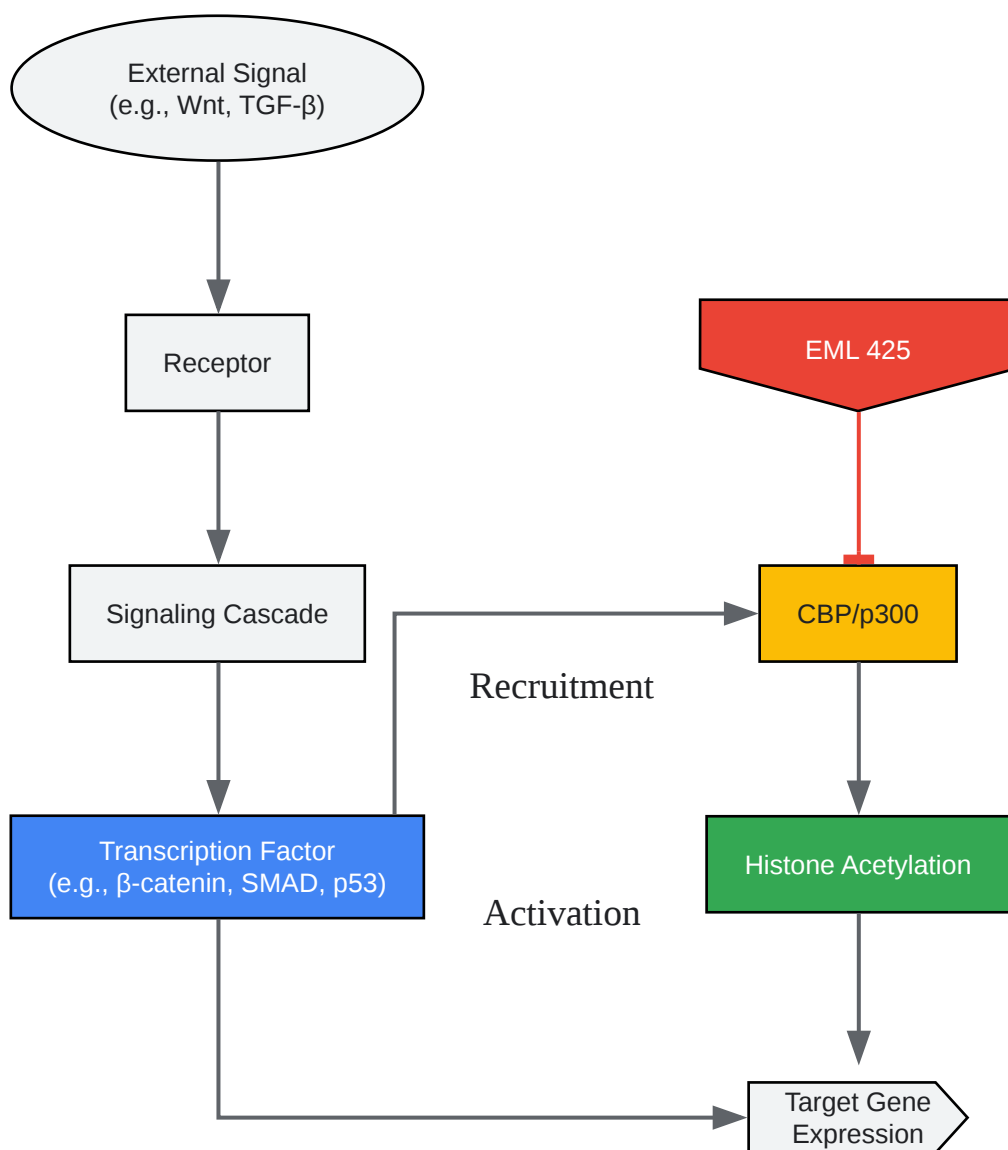 External Signal
(e.g., Wnt, TGF-β)
Receptor
EML 425
Signaling Cascade
CBP/p300
Recruitment
Transcription Factor
(e.g., β-catenin, SMAD, p53)
Histone Acetylation
Activation
Target Gene
Expression